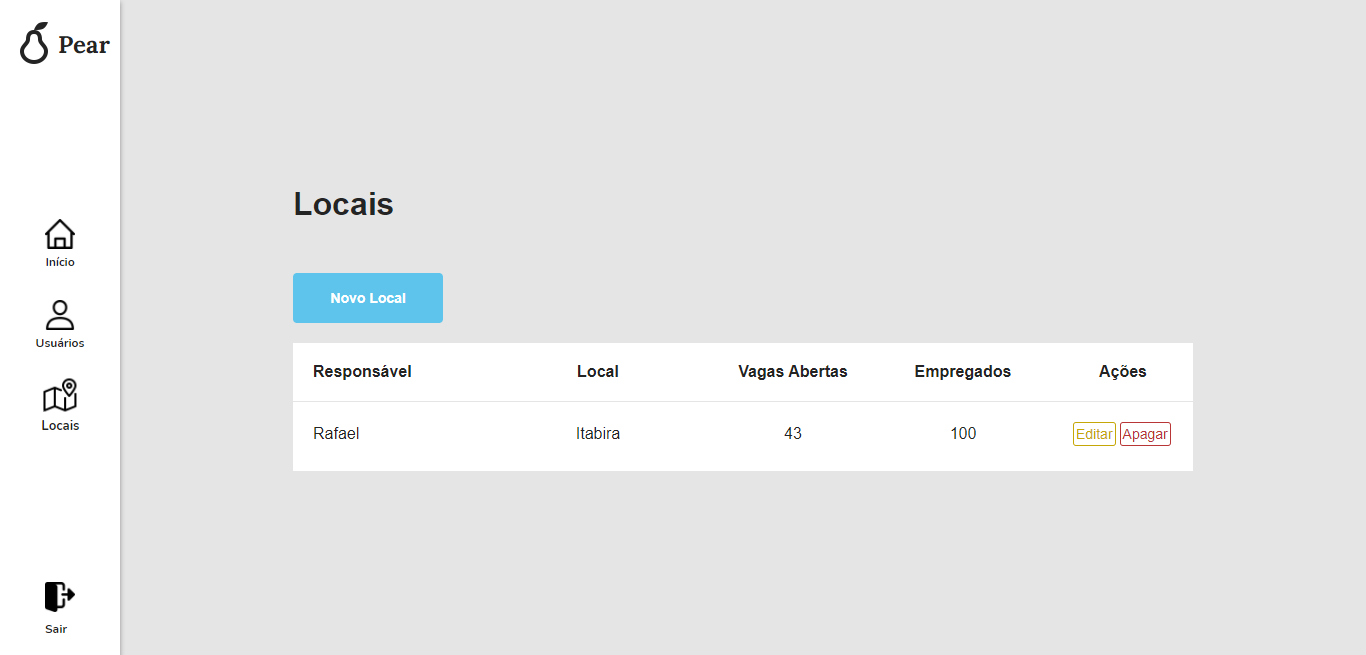 Pear
Início
Usuários
Locais
Sair
Locais
Novo Local
Responsável Local Vagas Abertas Empregados Ações
Rafael Itabira 43 100 Editar Apagar